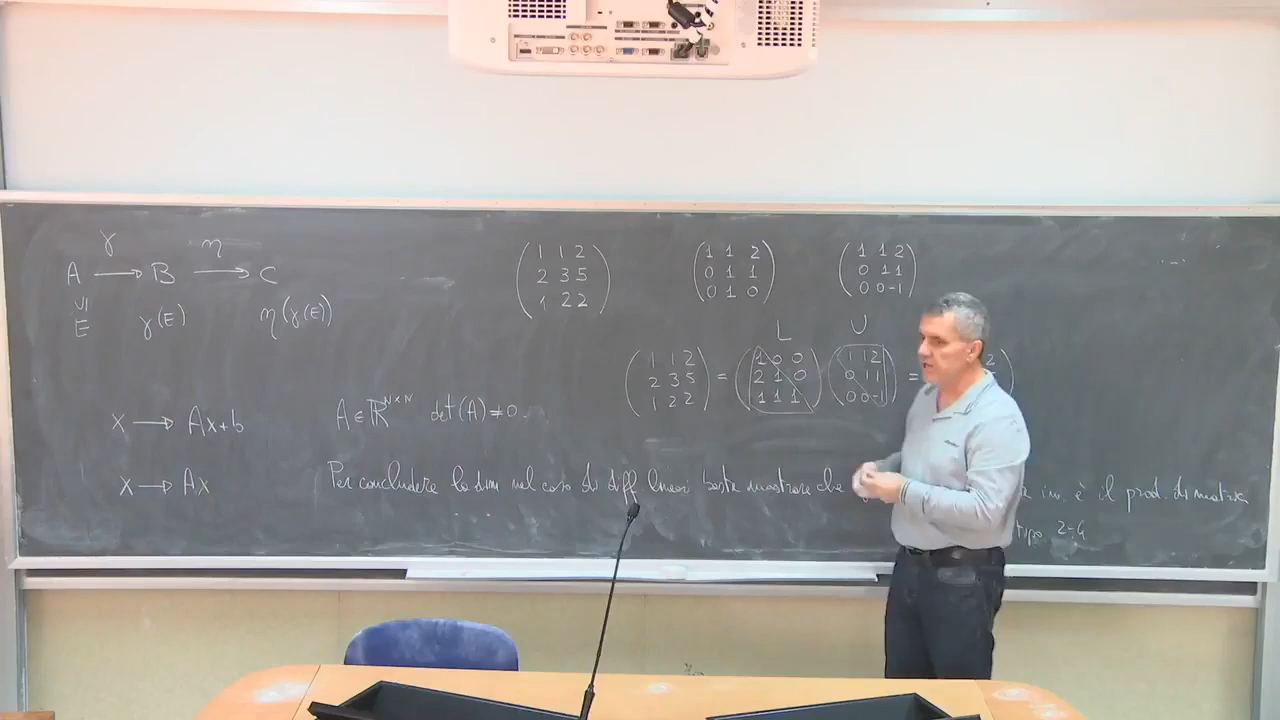 γ η
A → B → C
⊆
E γ(E) η(γ(E))
( 1 1 2 ) ( 1 1 2 ) ( 1 1 2 )
( 2 3 5 ) ( 0 1 1 ) ( 0 1 1 )
( 1 2 2 ) ( 0 1 0 ) ( 0 0 -1 )
L U
( 1 1 2 ) ( 1 0 0 ) ( 1 1 2 ) 2 )
( 2 3 5 ) = ( 2 1 0 ) ( 0 1 1 ) = 5
( 1 2 2 ) ( 1 1 1 ) ( 0 0 -1 )
x → Ax+b A ∈ ℝ^{N×N} det(A) ≠ 0.
x → Ax
Per concludere la dim nel caso di diff lineari basta mostrare che inv. è il prod. di matrici
tipo 2-4